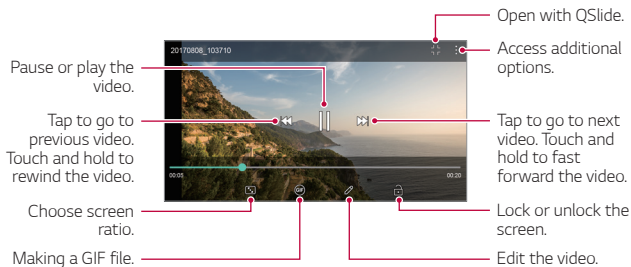 Open with QSlide.
20170808_103710
Access additional
options.
Pause or play the
video.
Tap to go to
previous video.
Touch and hold to
rewind the video.
Tap to go to next
video. Touch and
hold to fast
forward the video.
00:05
00:20
GIF
Choose screen
ratio.
Lock or unlock the
screen.
Making a GIF file.
Edit the video.